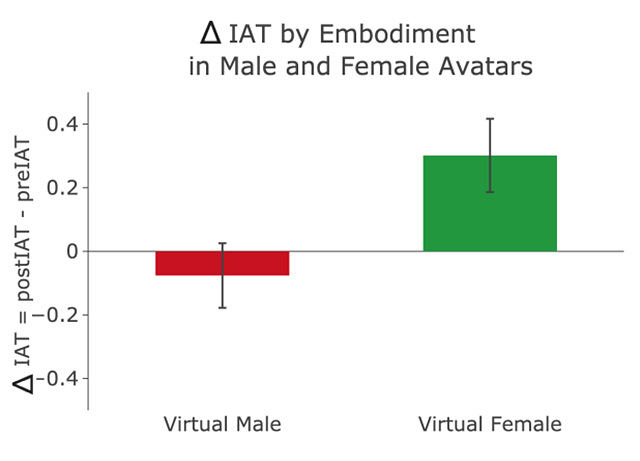 Δ IAT by Embodiment
in Male and Female Avatars
Δ IAT = postIAT - preIAT
0.4
0.2
0
−0.2
−0.4
Virtual Male
Virtual Female